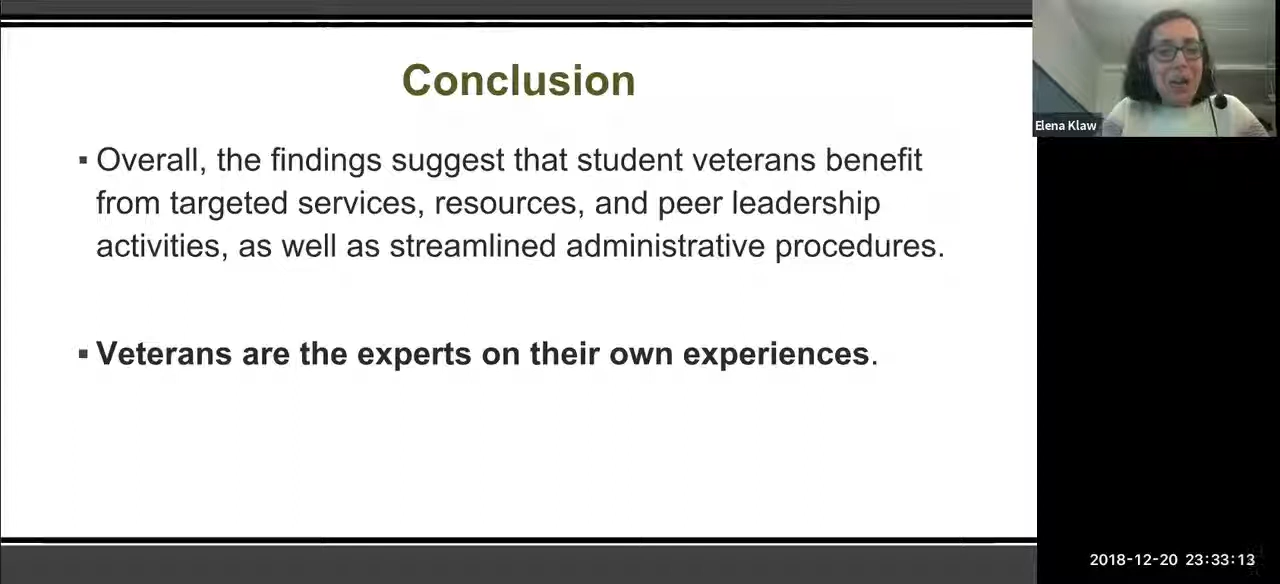 Conclusion
▪ Overall, the findings suggest that student veterans benefit
from targeted services, resources, and peer leadership
activities, as well as streamlined administrative procedures.
▪ Veterans are the experts on their own experiences.
Elena Klaw
2018-12-20 23:33:13